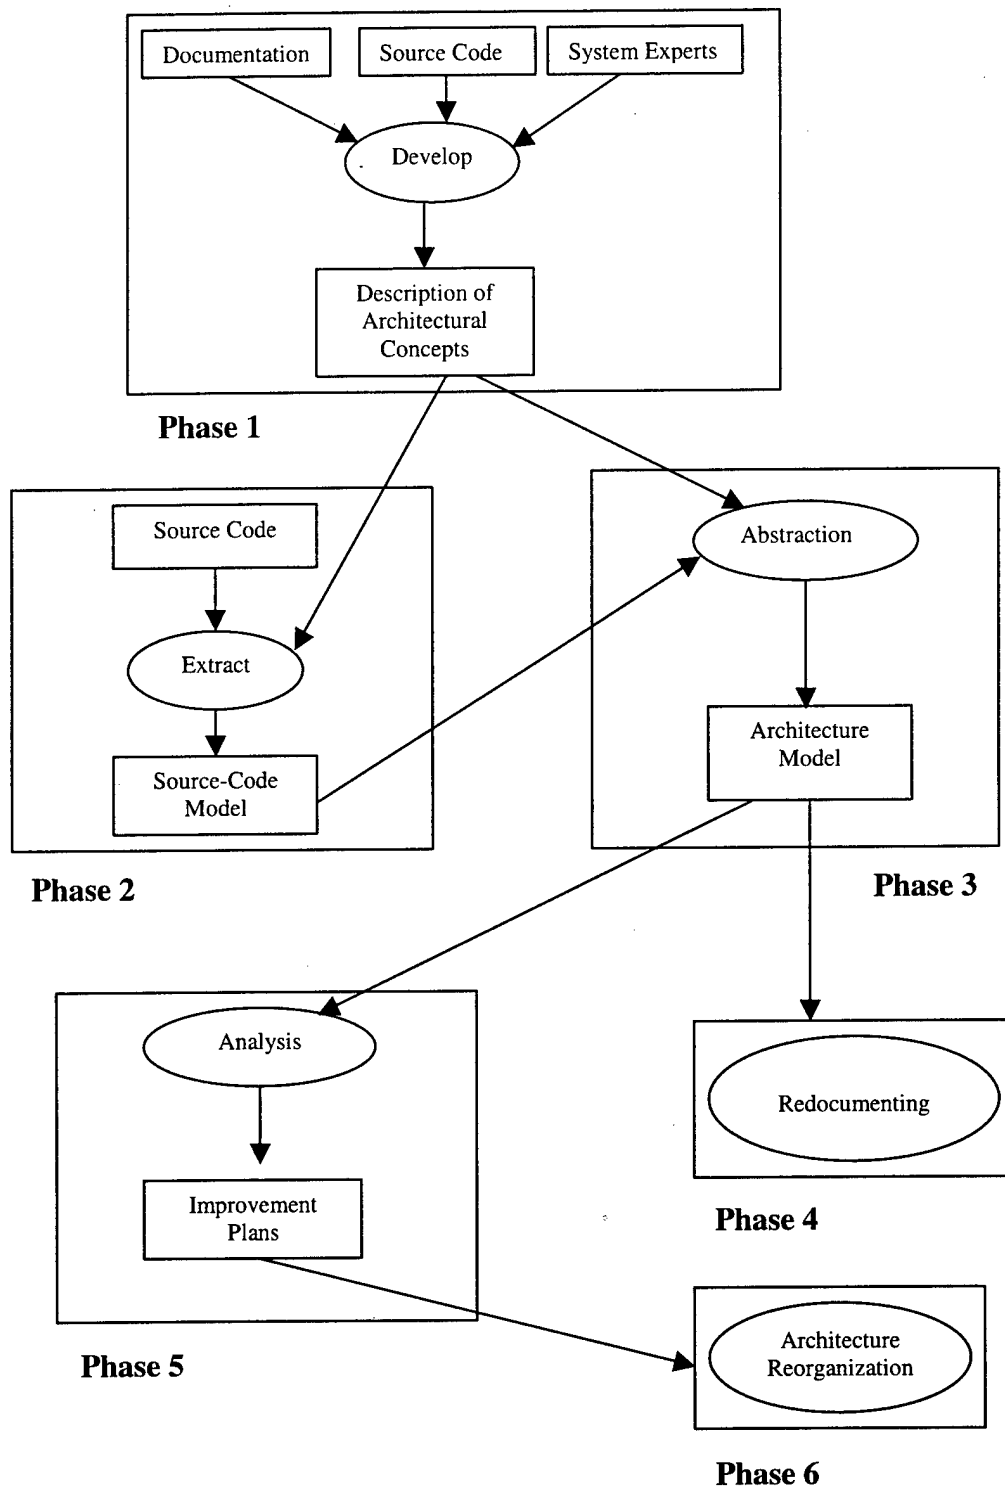 Documentation
Source Code
System Experts
Develop
Description of
Architectural
Concepts
Phase 1
Source Code
Extract
Source-Code
Model
Phase 2
Abstraction
Architecture
Model
Phase 3
Analysis
Improvement
Plans
Phase 5
Redocumenting
Phase 4
Architecture
Reorganization
Phase 6